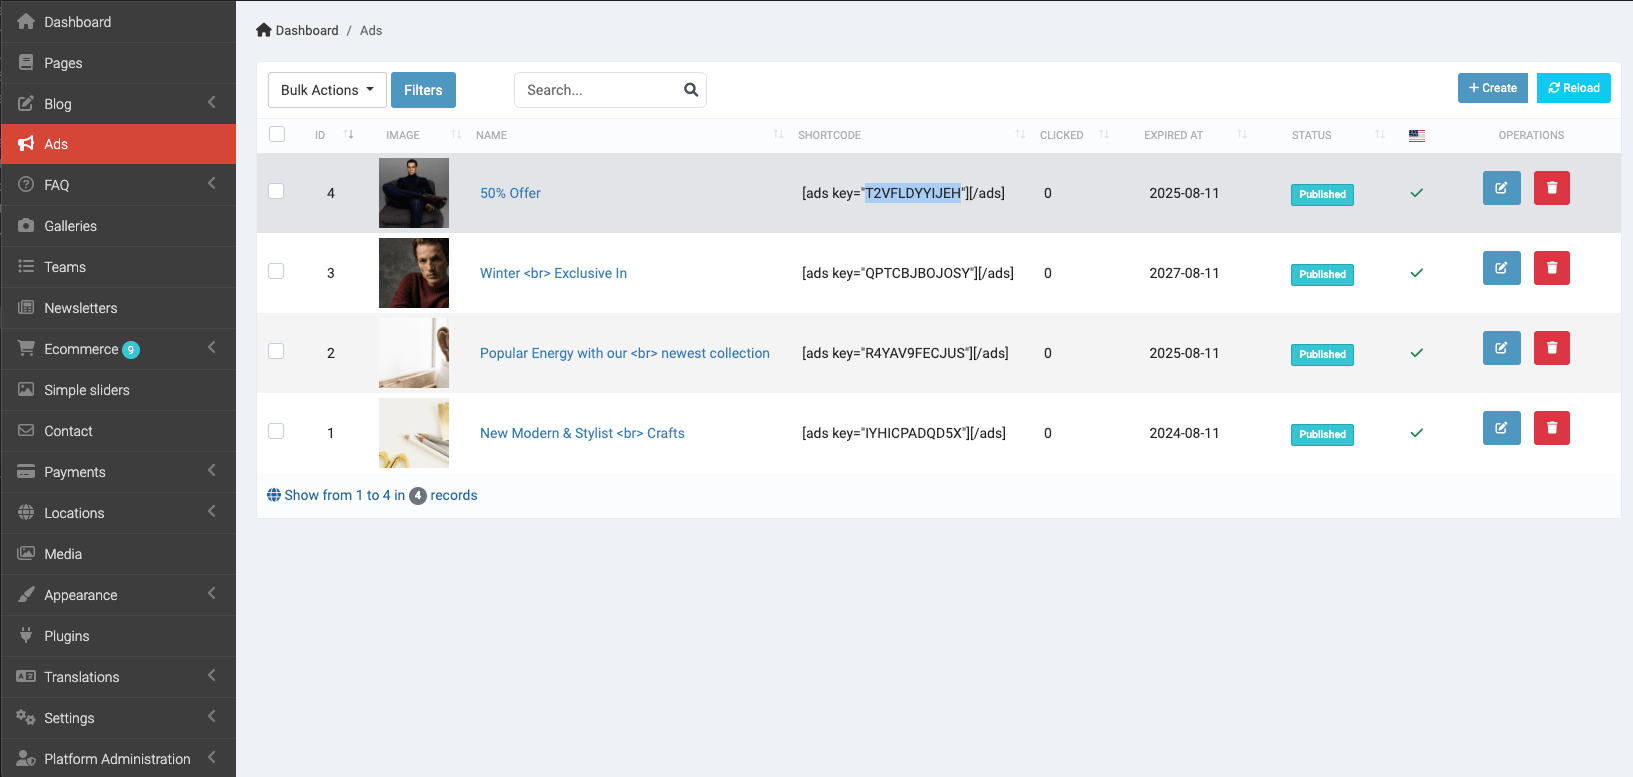 Dashboard
Pages
Blog
Ads
FAQ
Galleries
Teams
Newsletters
Ecommerce 9
Simple sliders
Contact
Payments
Locations
Media
Appearance
Plugins
Translations
Settings
Platform Administration
Dashboard / Ads
Bulk Actions Filters Search... + Create Reload
ID IMAGE NAME SHORTCODE CLICKED EXPIRED AT STATUS OPERATIONS
4 50% Offer [ads key="T2VFLDYYIJEH"][/ads] 0 2025-08-11 Published
3 Winter <br> Exclusive In [ads key="QPTCBJBOJOSY"][/ads] 0 2027-08-11 Published
2 Popular Energy with our <br> newest collection [ads key="R4YAV9FECJUS"][/ads] 0 2025-08-11 Published
1 New Modern & Stylist <br> Crafts [ads key="IYHICPADQD5X"][/ads] 0 2024-08-11 Published
Show from 1 to 4 in 4 records